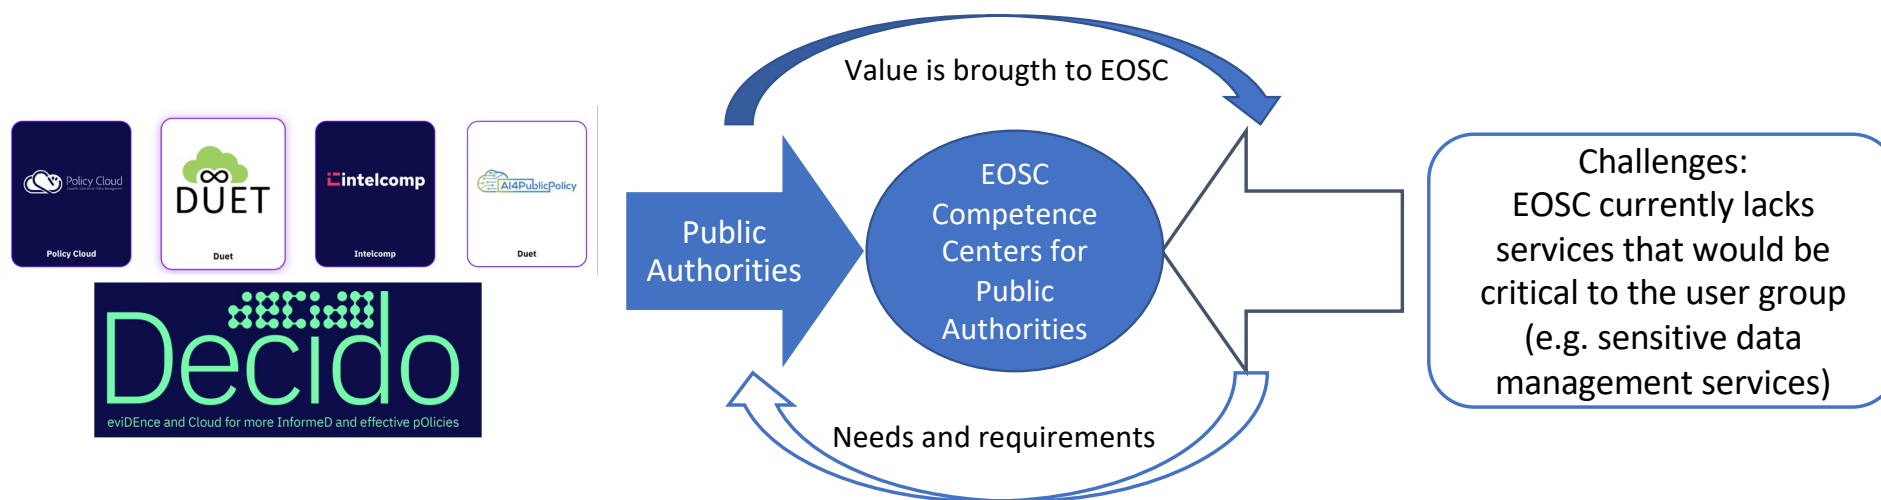 Policy Cloud
Policy Cloud
DUET
Duet
intelcomp
Intelcomp
AI4PublicPolicy
Duet
Decido
eviDEnce and Cloud for more InformeD and effective pOlicies
Value is brougth to EOSC
Public
Authorities
EOSC
Competence
Centers for
Public
Authorities
Needs and requirements
Challenges:
EOSC currently lacks
services that would be
critical to the user group
(e.g. sensitive data
management services)